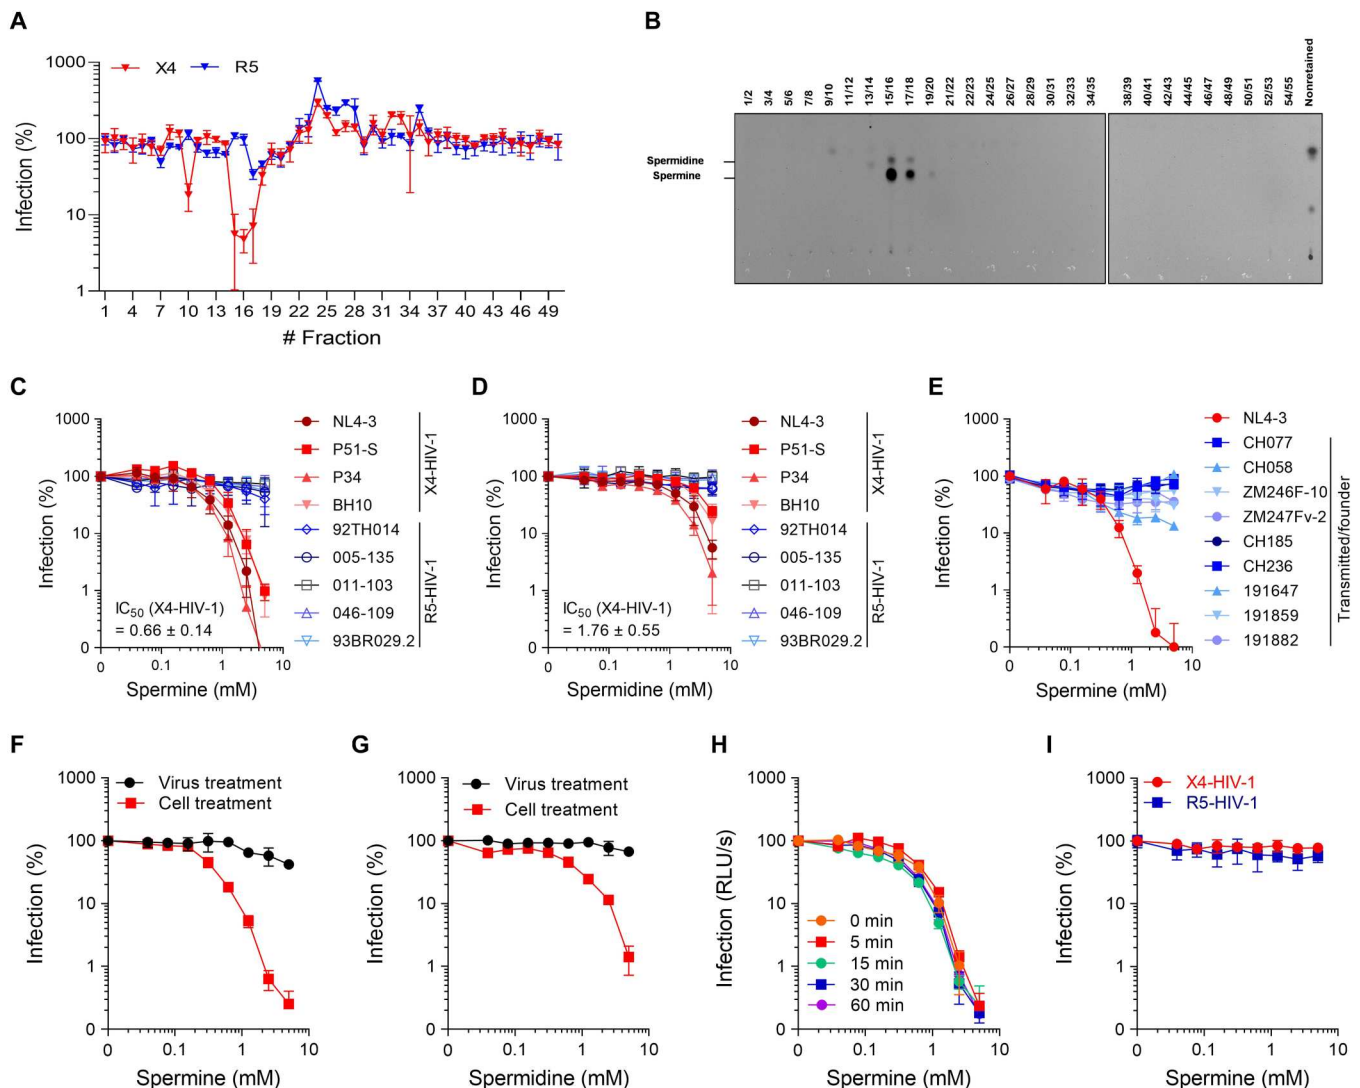 A
1000
100
10
1
X4
R5
Infection (%)
1 4 7 10 13 16 19 22 25 28 31 34 37 40 43 46 49
# Fraction
B
1/2 3/4 5/6 7/8 9/10 11/12 13/14 15/16 17/18 19/20 21/22 22/23 24/25 26/27 28/29 30/31 32/33 34/35 38/39 40/41 42/43 44/45 46/47 48/49 50/51 52/53 54/55 Nonretained
Spermidine
Spermine
C
1000
100
10
1
0
Infection (%)
IC50 (X4-HIV-1)
= 0.66 ± 0.14
0 0.1 1 10
Spermine (mM)
NL4-3
P51-S
P34
BH10
92TH014
005-135
011-103
046-109
93BR029.2
X4-HIV-1
R5-HIV-1
D
1000
100
10
1
0
Infection (%)
IC50 (X4-HIV-1)
= 1.76 ± 0.55
0 0.1 1 10
Spermidine (mM)
NL4-3
P51-S
P34
BH10
92TH014
005-135
011-103
046-109
93BR029.2
X4-HIV-1
R5-HIV-1
E
1000
100
10
1
0
Infection (%)
0 0.1 1 10
Spermine (mM)
NL4-3
CH077
CH058
ZM246F-10
ZM247Fv-2
CH185
CH236
191647
191859
191882
Transmitted/founder
F
1000
100
10
1
0
Virus treatment
Cell treatment
Infection (%)
0 0.1 1 10
Spermine (mM)
G
1000
100
10
1
0
Virus treatment
Cell treatment
Infection (%)
0 0.1 1 10
Spermidine (mM)
H
1000
100
10
1
0
Infection (RLU/s)
0 min
5 min
15 min
30 min
60 min
0 0.1 1 10
Spermine (mM)
I
1000
100
10
1
0
X4-HIV-1
R5-HIV-1
Infection (%)
0 0.1 1 10
Spermine (mM)